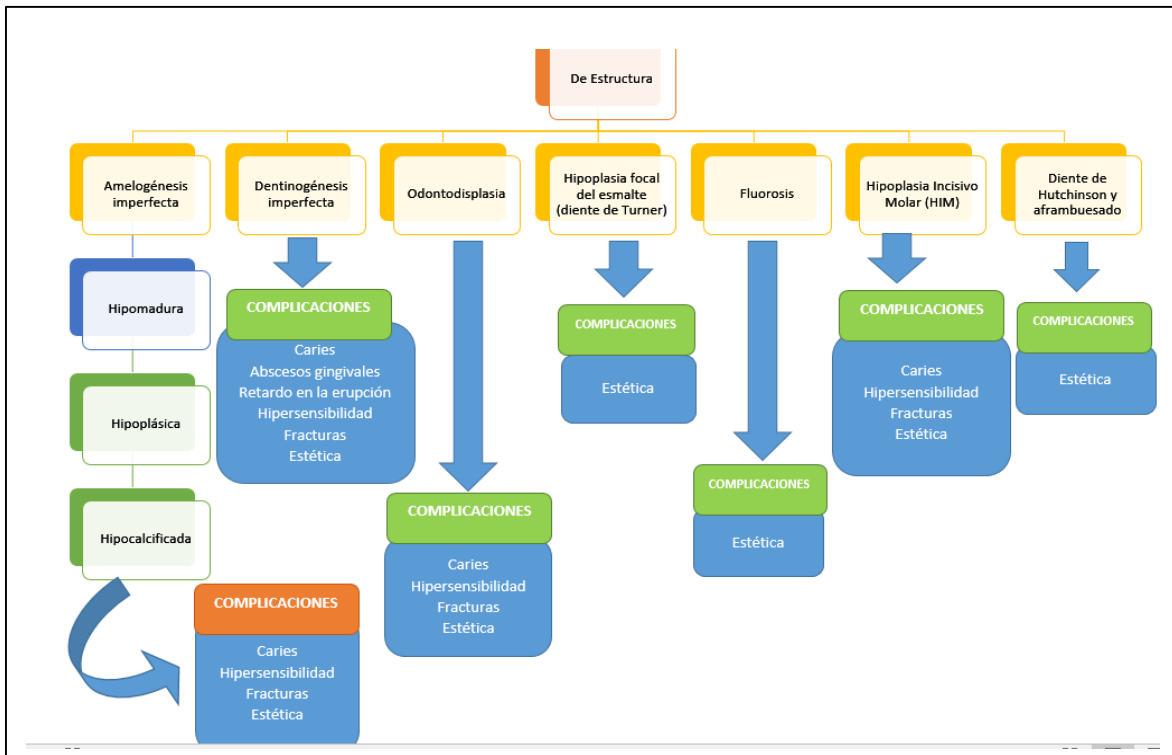 De Estructura
Amelogénesis
imperfecta
Dentinogénesis
imperfecta
Odontodisplasia
Hipoplasia focal
del esmalte
(diente de Turner)
Fluorosis
Hipoplasia Incisivo
Molar (HIM)
Diente de
Hutchinson y
aframbuesado
Hipomadura
Hipoplásica
Hipocalcificada
COMPLICACIONES
Caries
Hipersensibilidad
Fracturas
Estética
COMPLICACIONES
Caries
Abscesos gingivales
Retardo en la erupción
Hipersensibilidad
Fracturas
Estética
COMPLICACIONES
Caries
Hipersensibilidad
Fracturas
Estética
COMPLICACIONES
Estética
COMPLICACIONES
Estética
COMPLICACIONES
Caries
Hipersensibilidad
Fracturas
Estética
COMPLICACIONES
Estética